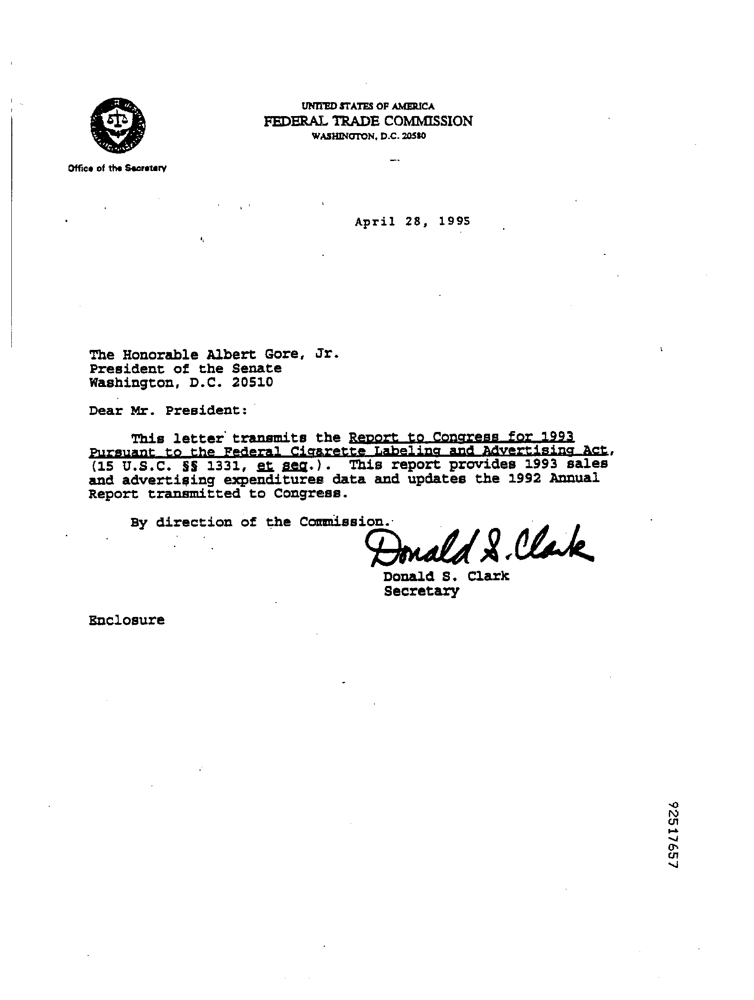 UNITED STATES OF AMERICA
FEDERAL TRADE COMMISSION
WASHINGTON, D.C. 20580
Office of the Secretary
April 28, 1995
The Honorable Albert Gore, Jr.
President of the Senate
Washington, D.C. 20510
Dear Mr. President:
This letter transmits the Report to Congress for 1993
Pursuant to the Federal Cigarette Labeling and Advertising Act,
(15 U.S.C. §§ 1331, et seq.). This report provides 1993 sales
and advertising expenditures data and updates the 1992 Annual
Report transmitted to Congress.
By direction of the Commission.
Donald S. Clark
Donald S. Clark
Secretary
Enclosure
92517657